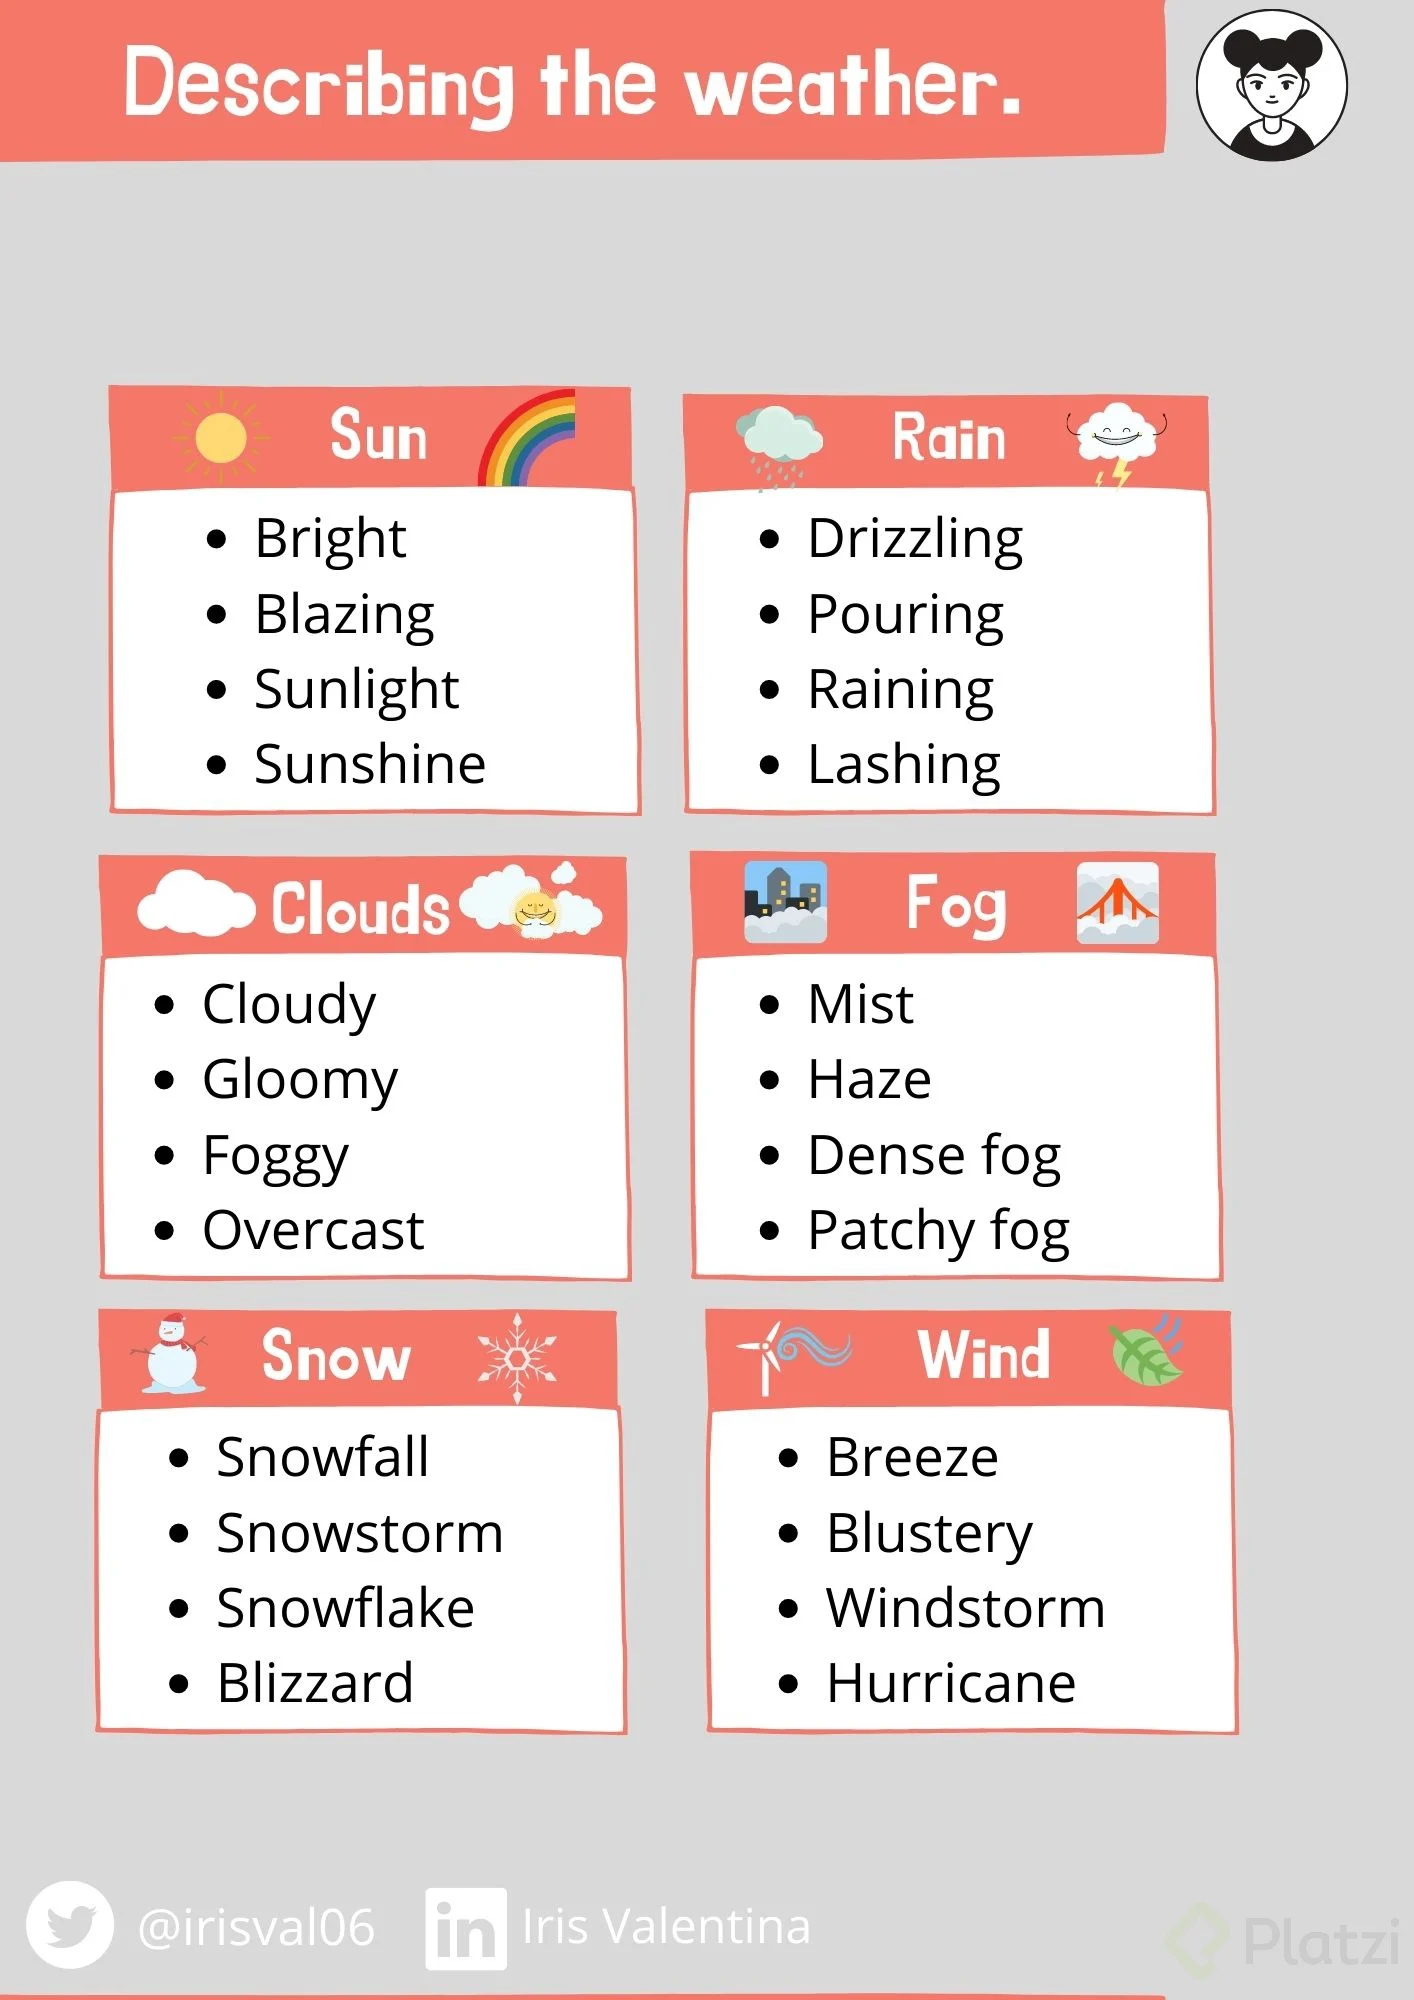 Describing the weather.
Sun
Bright
Blazing
Sunlight
Sunshine
Rain
Drizzling
Pouring
Raining
Lashing
Clouds
Cloudy
Gloomy
Foggy
Overcast
Fog
Mist
Haze
Dense fog
Patchy fog
Snow
Snowfall
Snowstorm
Snowflake
Blizzard
Wind
Breeze
Blustery
Windstorm
Hurricane
@irisval06
in Iris Valentina
Platzi